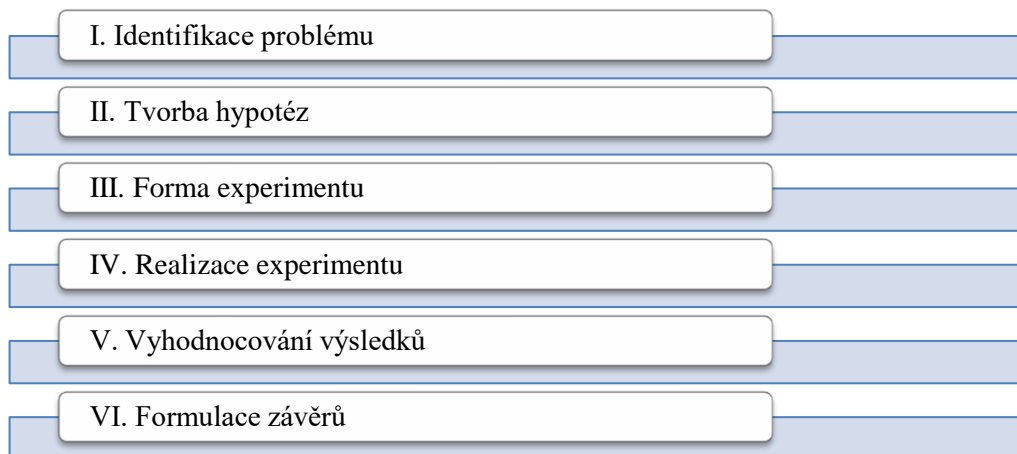 I. Identifikace problému
II. Tvorba hypotéz
III. Forma experimentu
IV. Realizace experimentu
V. Vyhodnocování výsledků
VI. Formulace závěrů